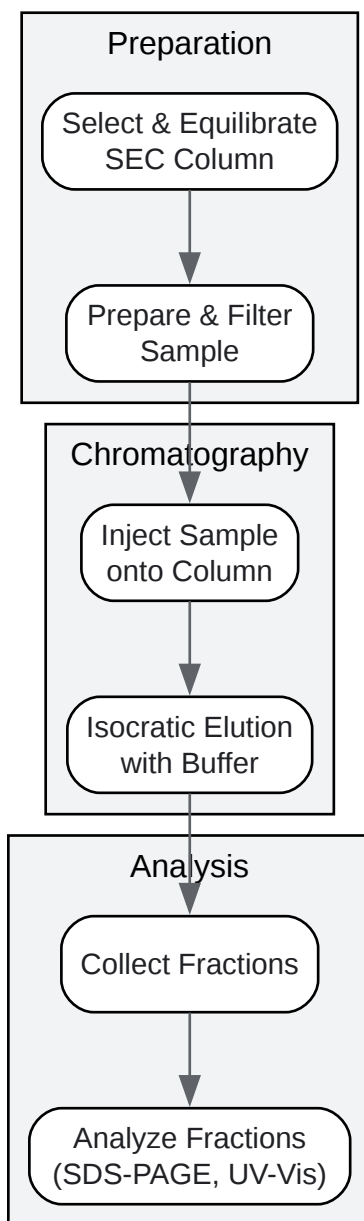 Preparation
Select & Equilibrate
SEC Column
Prepare & Filter
Sample
Chromatography
Inject Sample
onto Column
Isocratic Elution
with Buffer
Analysis
Collect Fractions
Analyze Fractions
(SDS-PAGE, UV-Vis)